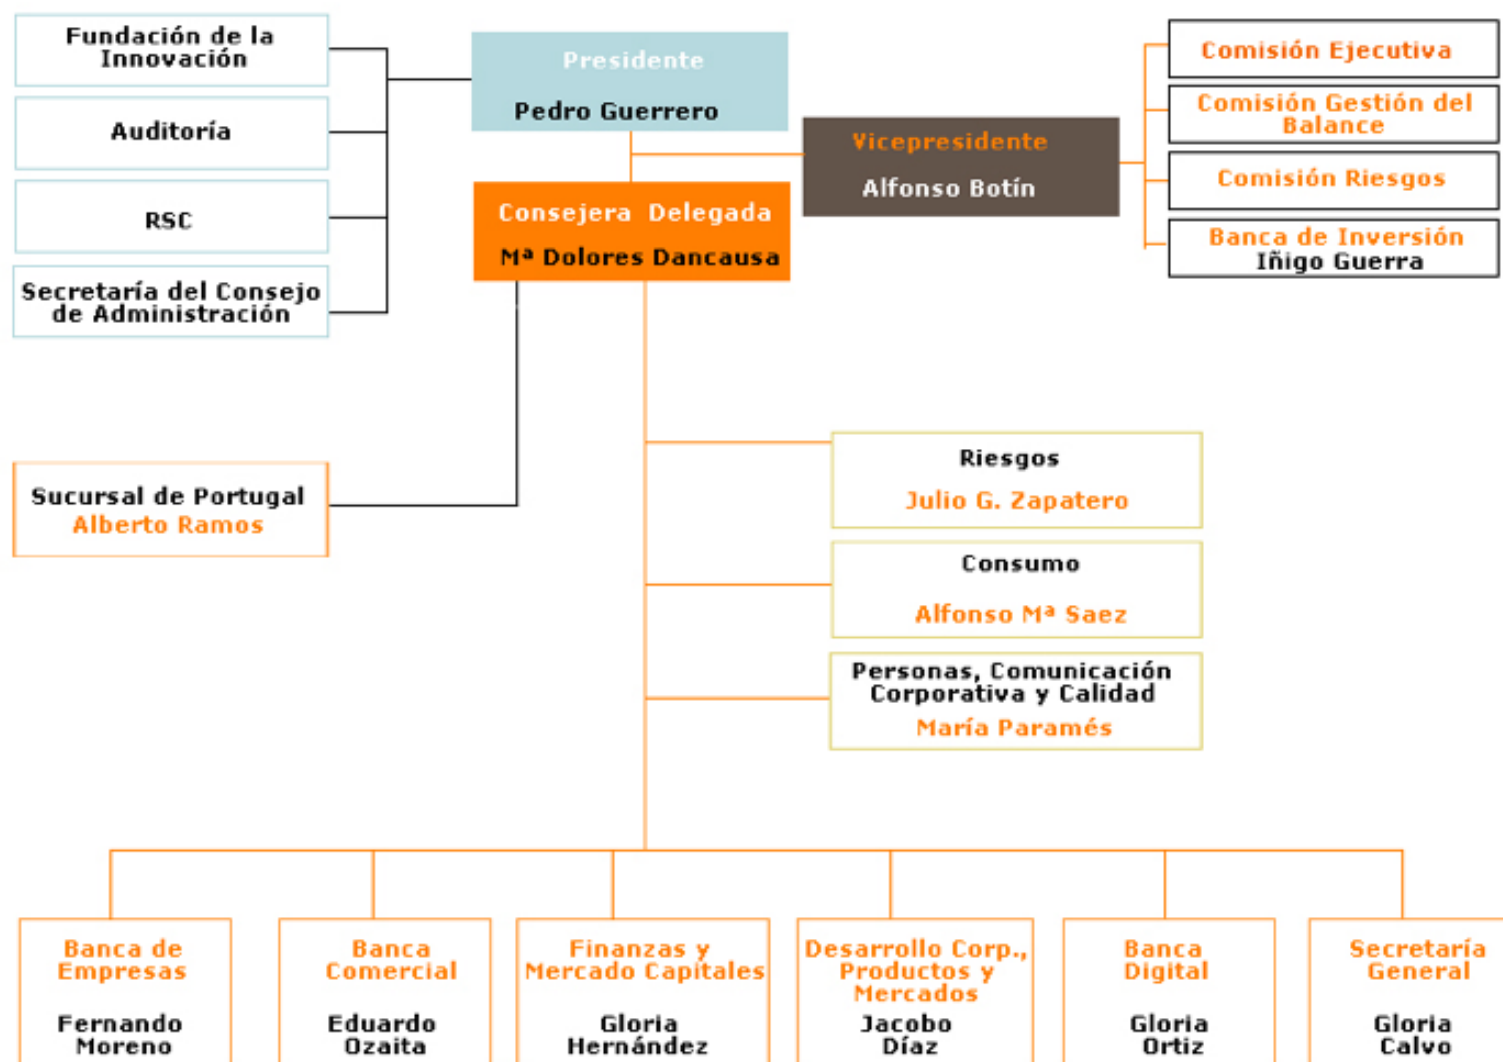 Fundación de la
Innovación
Auditoría
RSC
Secretaría del Consejo
de Administración
Presidente
Pedro Guerrero
Vicepresidente
Alfonso Botín
Comisión Ejecutiva
Comisión Gestión del
Balance
Comisión Riesgos
Banca de Inversión
Iñigo Guerra
Consejera Delegada
Mª Dolores Dancausa
Sucursal de Portugal
Alberto Ramos
Riesgos
Julio G. Zapatero
Consumo
Alfonso Mª Saez
Personas, Comunicación
Corporativa y Calidad
María Paramés
Banca de
Empresas
Fernando
Moreno
Banca
Comercial
Eduardo
Ozaita
Finanzas y
Mercado Capitales
Gloria
Hernández
Desarrollo Corp.,
Productos y
Mercados
Jacobo
Díaz
Banca
Digital
Gloria
Ortiz
Secretaría
General
Gloria
Calvo